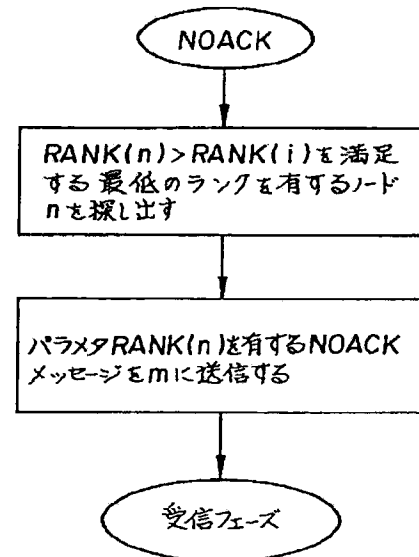 NOACK
RANK(n)>RANK(i)を満足
する最低のランクを有するノード
nを探し出す
パラメタRANK(n)を有するNOACK
メッセージをmに送信する
受信フェーズ